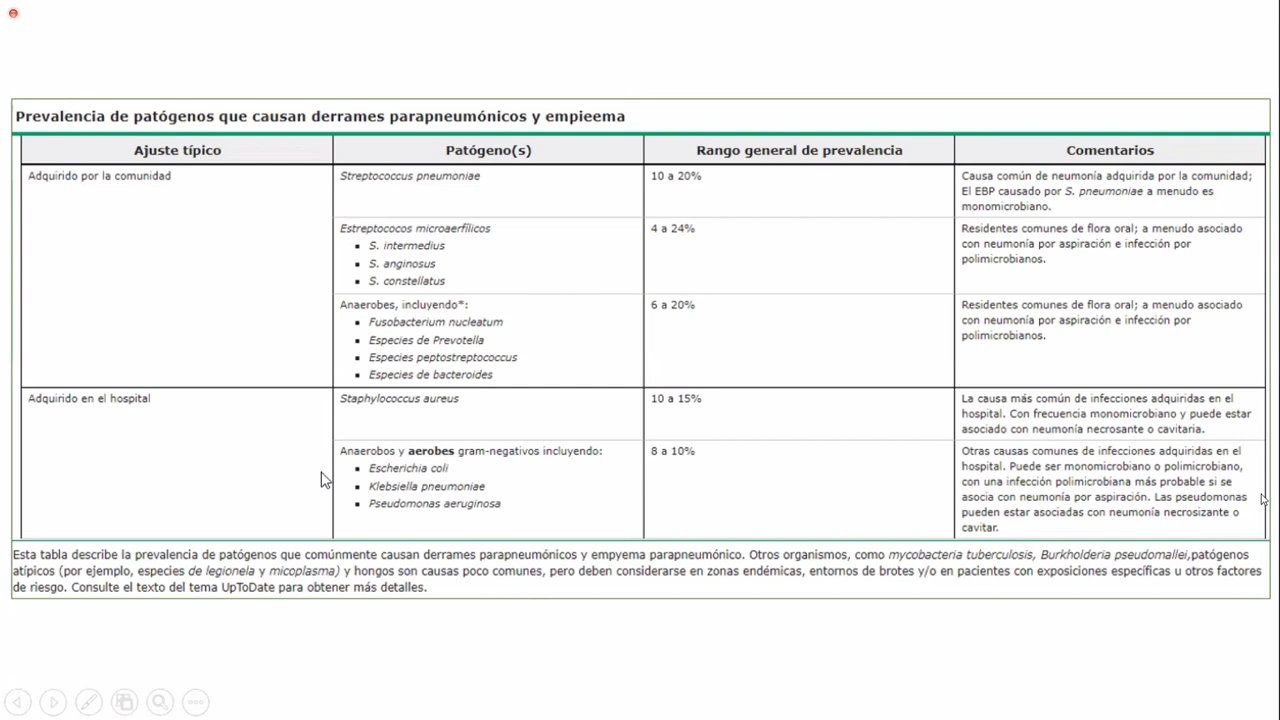 Prevalencia de patógenos que causan derrames parapneumónicos y empieema
Ajuste típico
Patógeno(s)
Rango general de prevalencia
Comentarios
Adquirido por la comunidad
Streptococcus pneumoniae
10 a 20%
Causa común de neumonía adquirida por la comunidad;
El EBP causado por S. pneumoniae a menudo es
monomicrobiano.
Estreptococos microaerfílicos
S. intermedius
S. anginosus
S. constellatus
4 a 24%
Residentes comunes de flora oral; a menudo asociado
con neumonía por aspiración e infección por
polimicrobianos.
Anaerobes, incluyendo*:
Fusobacterium nucleatum
Especies de Prevotella
Especies peptostreptococcus
Especies de bacteroides
6 a 20%
Residentes comunes de flora oral; a menudo asociado
con neumonía por aspiración e infección por
polimicrobianos.
Adquirido en el hospital
Staphylococcus aureus
10 a 15%
La causa más común de infecciones adquiridas en el
hospital. Con frecuencia monomicrobiano y puede estar
asociado con neumonía necrosante o cavitaria.
Anaerobos y aerobes gram-negativos incluyendo:
Escherichia coli
Klebsiella pneumoniae
Pseudomonas aeruginosa
8 a 10%
Otras causas comunes de infecciones adquiridas en el
hospital. Puede ser monomicrobiano o polimicrobiano,
con una infección polimicrobiana más probable si se
asocia con neumonía por aspiración. Las pseudomonas
pueden estar asociadas con neumonía necrosizante o
cavitar.
Esta tabla describe la prevalencia de patógenos que comúnmente causan derrames parapneumónicos y empyema parapneumónico. Otros organismos, como mycobacteria tuberculosis, Burkholderia pseudomallei,patógenos
atípicos (por ejemplo, especies de legionela y micoplasma) y hongos son causas poco comunes, pero deben considerarse en zonas endémicas, entornos de brotes y/o en pacientes con exposiciones específicas u otros factores
de riesgo. Consulte el texto del tema UpToDate para obtener más detalles.